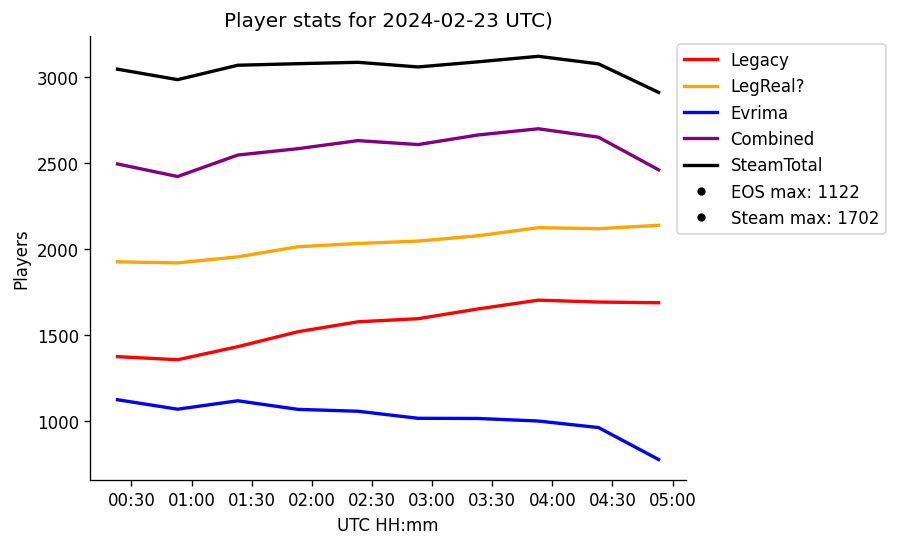 Player stats for 2024-02-23 UTC)
Legacy
LegReal?
Evrima
Combined
SteamTotal
EOS max: 1122
Steam max: 1702
Players
3000
2500
2000
1500
1000
00:30 01:00 01:30 02:00 02:30 03:00 03:30 04:00 04:30 05:00
UTC HH:mm